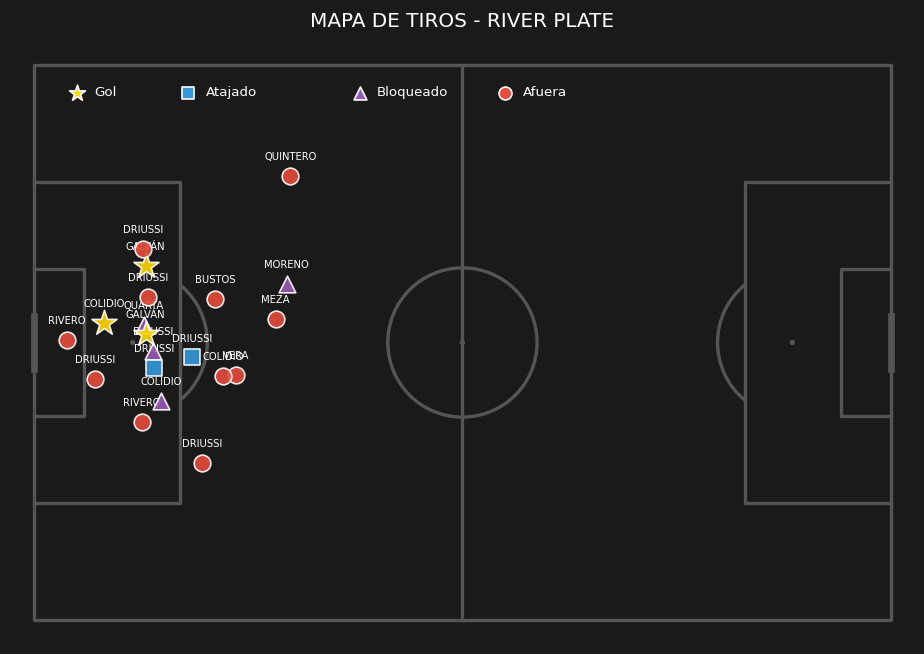 MAPA DE TIROS - RIVER PLATE
Gol
Atajado
Bloqueado
Afuera
QUINTERO
DRIUSSI
GALVÁN
MORENO
DRIUSSI
BUSTOS
COLIDIO
QUARTA
MEZA
GALVÁN
RIVERO
DRIUSSI
DRIUSSI
DRIUSSI
COLIDIO
VERA
DRIUSSI
COLIDIO
RIVERO
DRIUSSI